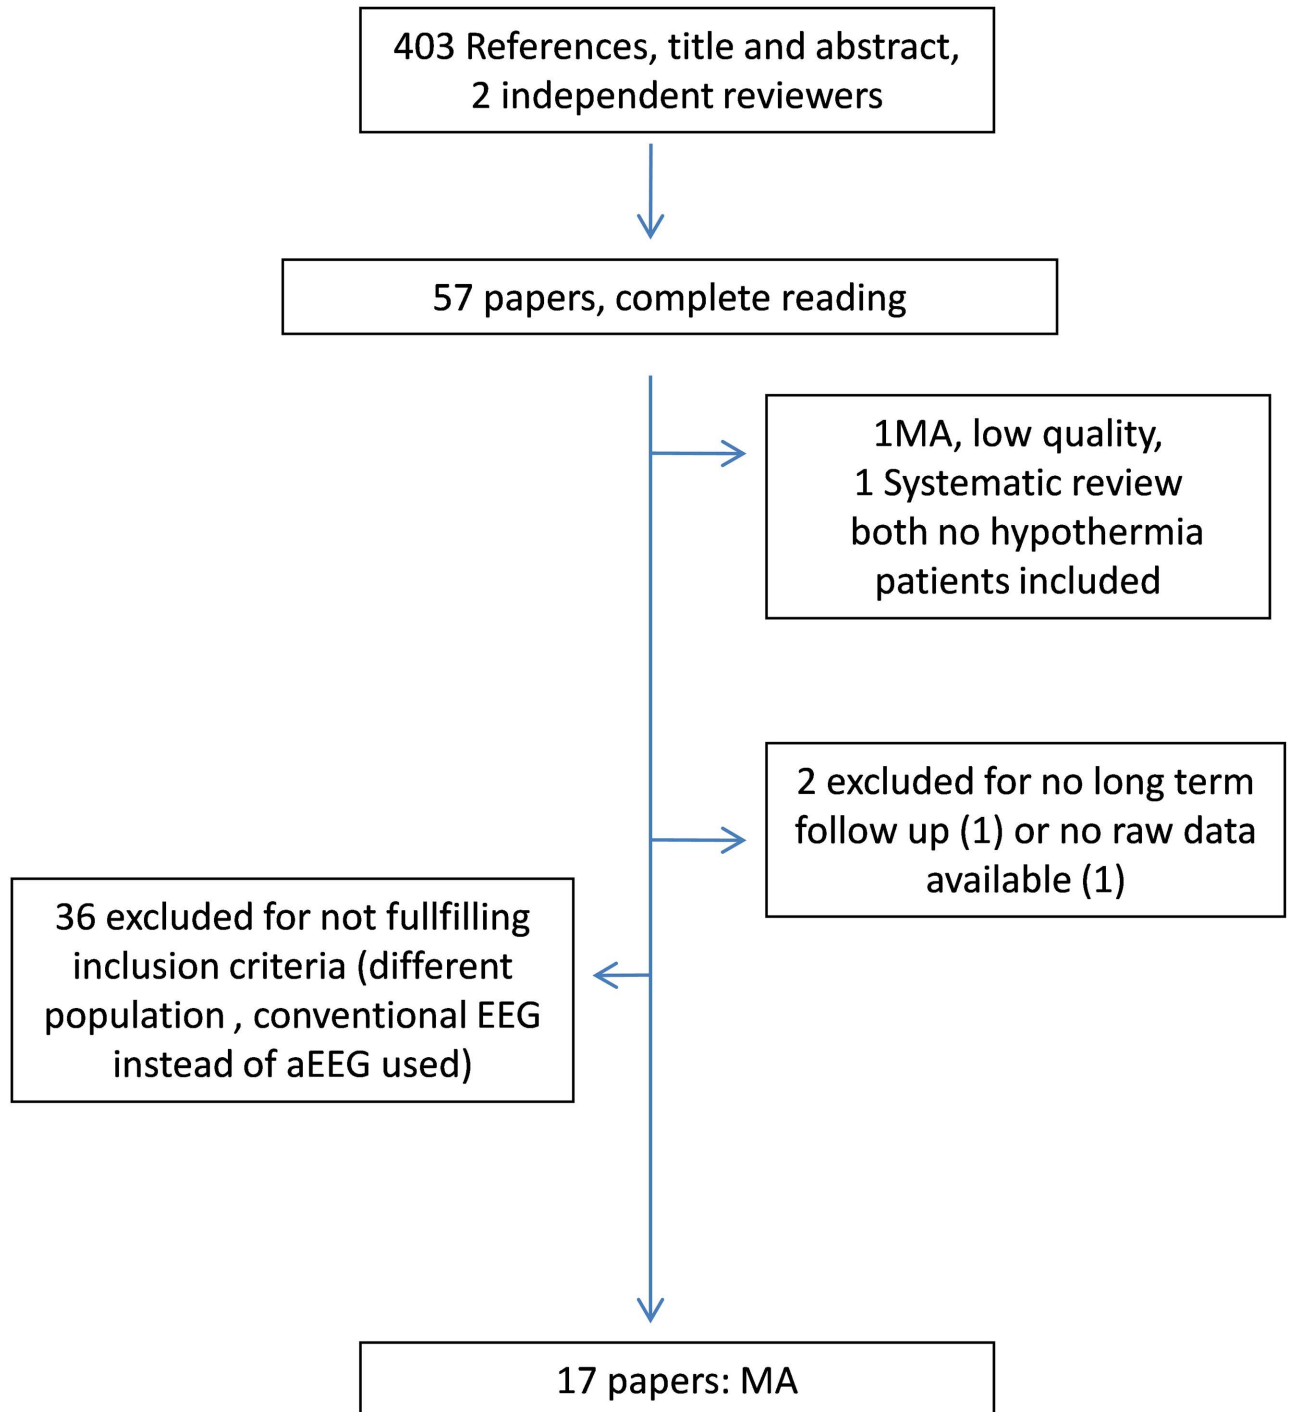 403 References, title and abstract,
2 independent reviewers
57 papers, complete reading
1MA, low quality,
1 Systematic review
both no hypothermia
patients included
2 excluded for no long term
follow up (1) or no raw data
available (1)
36 excluded for not fullfilling
inclusion criteria (different
population , conventional EEG
instead of aEEG used)
17 papers: MA